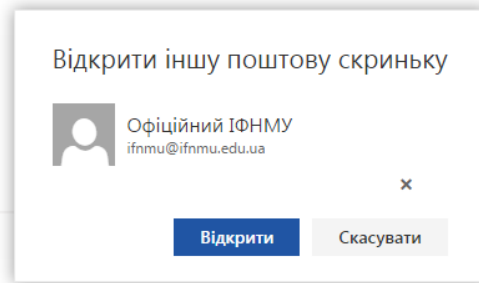 Відкрити іншу поштову скриньку
Офіційний ІФНМУ
ifnmu@ifnmu.edu.ua
Відкрити Скасувати